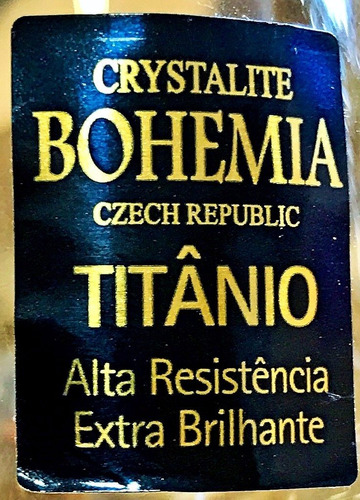 CRYSTALITE
BOHEMIA
CZECH REPUBLIC
TITÂNIO
Alta Resistência
Extra Brilhante